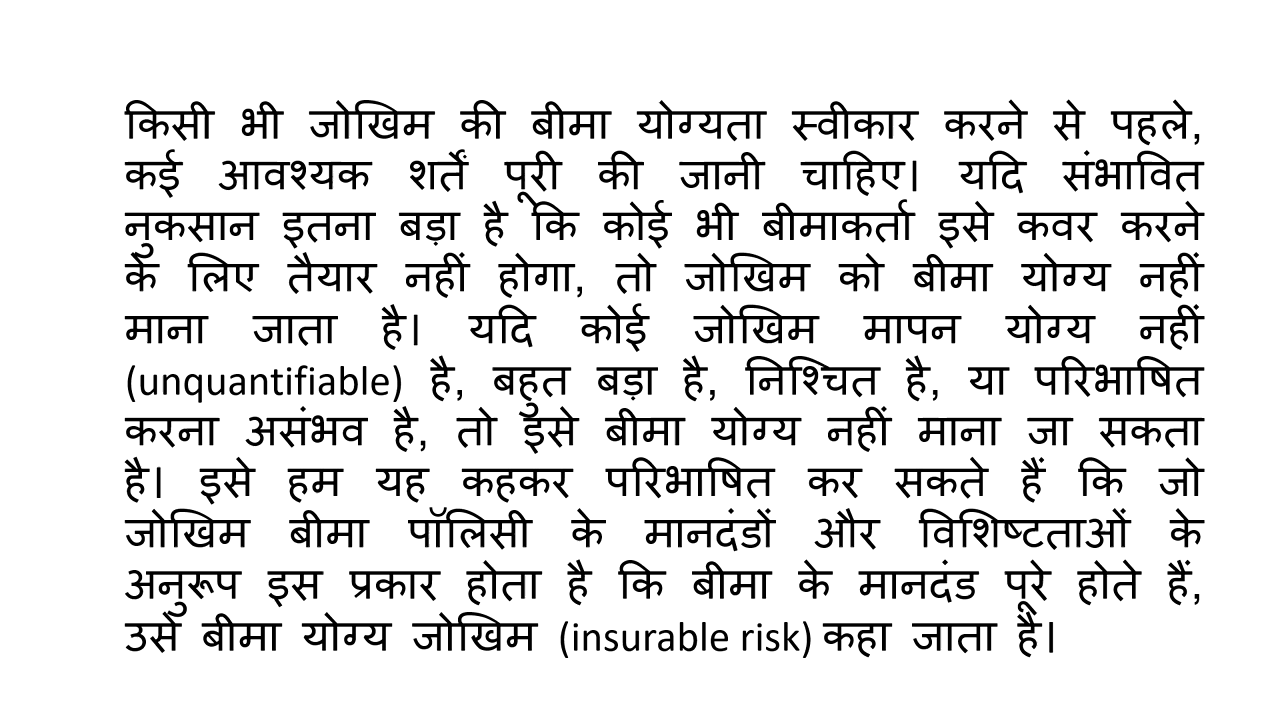 किसी भी जोखिम की बीमा योग्यता स्वीकार करने से पहले,
कई आवश्यक शर्तें पूरी की जानी चाहिए। यदि संभावित
नुकसान इतना बड़ा है कि कोई भी बीमाकर्ता इसे कवर करने
के लिए तैयार नहीं होगा, तो जोखिम को बीमा योग्य नहीं
माना जाता है। यदि कोई जोखिम मापन योग्य नहीं
(unquantifiable) है, बहुत बड़ा है, निश्चित है, या परिभाषित
करना असंभव है, तो इसे बीमा योग्य नहीं माना जा सकता
है। इसे हम यह कहकर परिभाषित कर सकते हैं कि जो
जोखिम बीमा पॉलिसी के मानदंडों और विशिष्टताओं के
अनुरूप इस प्रकार होता है कि बीमा के मानदंड पूरे होते हैं,
उसे बीमा योग्य जोखिम (insurable risk) कहा जाता है।